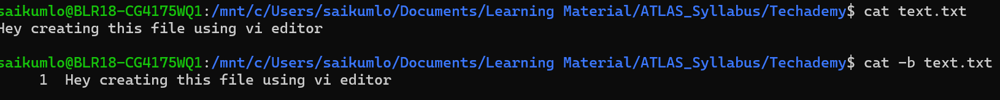 saikumlo@BLR18-CG4175WQ1:/mnt/c/Users/saikumlo/Documents/Learning Material/ATLAS_Syllabus/Techademy$ cat text.txt
Hey creating this file using vi editor
saikumlo@BLR18-CG4175WQ1:/mnt/c/Users/saikumlo/Documents/Learning Material/ATLAS_Syllabus/Techademy$ cat -b text.txt
1 Hey creating this file using vi editor